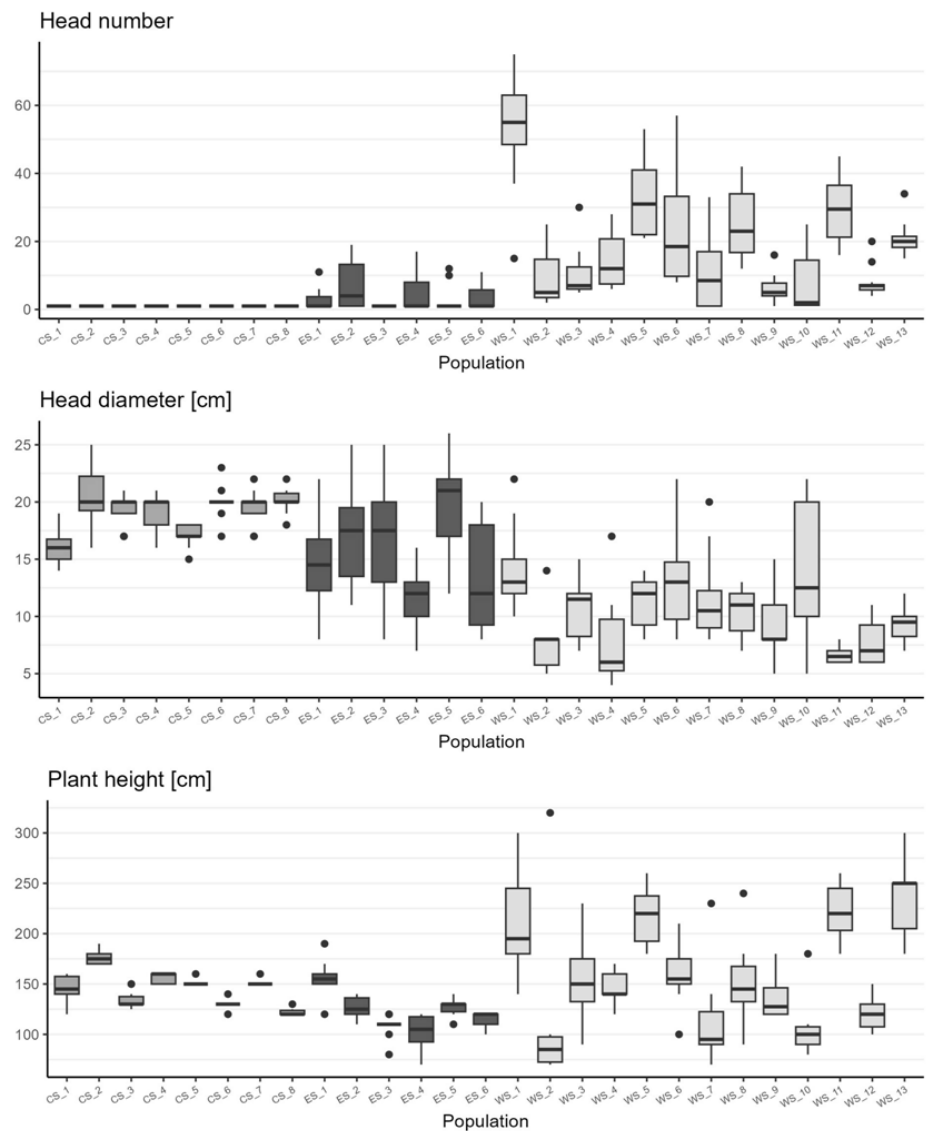 Head number
60
40
20
0
CS_1 CS_2 CS_3 CS_4 CS_5 CS_6 CS_7 CS_8 ES_1 ES_2 ES_3 ES_4 ES_5 ES_6 WS_1 WS_2 WS_3 WS_4 WS_5 WS_6 WS_7 WS_8 WS_9 WS_10 WS_11 WS_12 WS_13
Population
Head diameter [cm]
25
20
15
10
5
CS_1 CS_2 CS_3 CS_4 CS_5 CS_6 CS_7 CS_8 ES_1 ES_2 ES_3 ES_4 ES_5 ES_6 WS_1 WS_2 WS_3 WS_4 WS_5 WS_6 WS_7 WS_8 WS_9 WS_10 WS_11 WS_12 WS_13
Population
Plant height [cm]
300
250
200
150
100
CS_1 CS_2 CS_3 CS_4 CS_5 CS_6 CS_7 CS_8 ES_1 ES_2 ES_3 ES_4 ES_5 ES_6 WS_1 WS_2 WS_3 WS_4 WS_5 WS_6 WS_7 WS_8 WS_9 WS_10 WS_11 WS_12 WS_13
Population